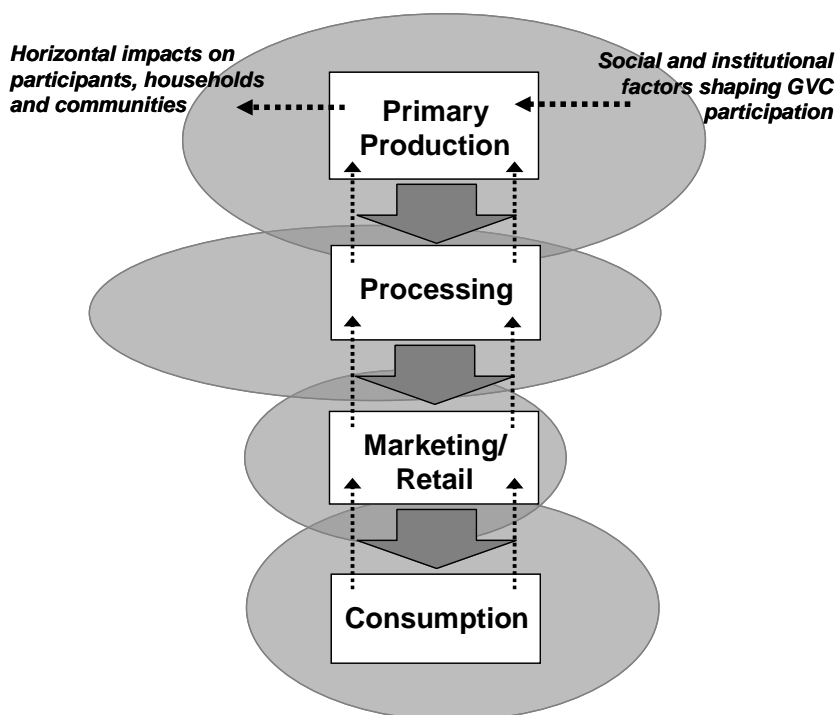 Horizontal impacts on
participants, households
and communities
Social and institutional
factors shaping GVC
participation
Primary
Production
Processing
Marketing/
Retail
Consumption